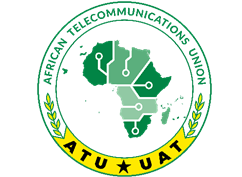 AFRICAN TELECOMMUNICATIONS UNION
ATU ★ UAT